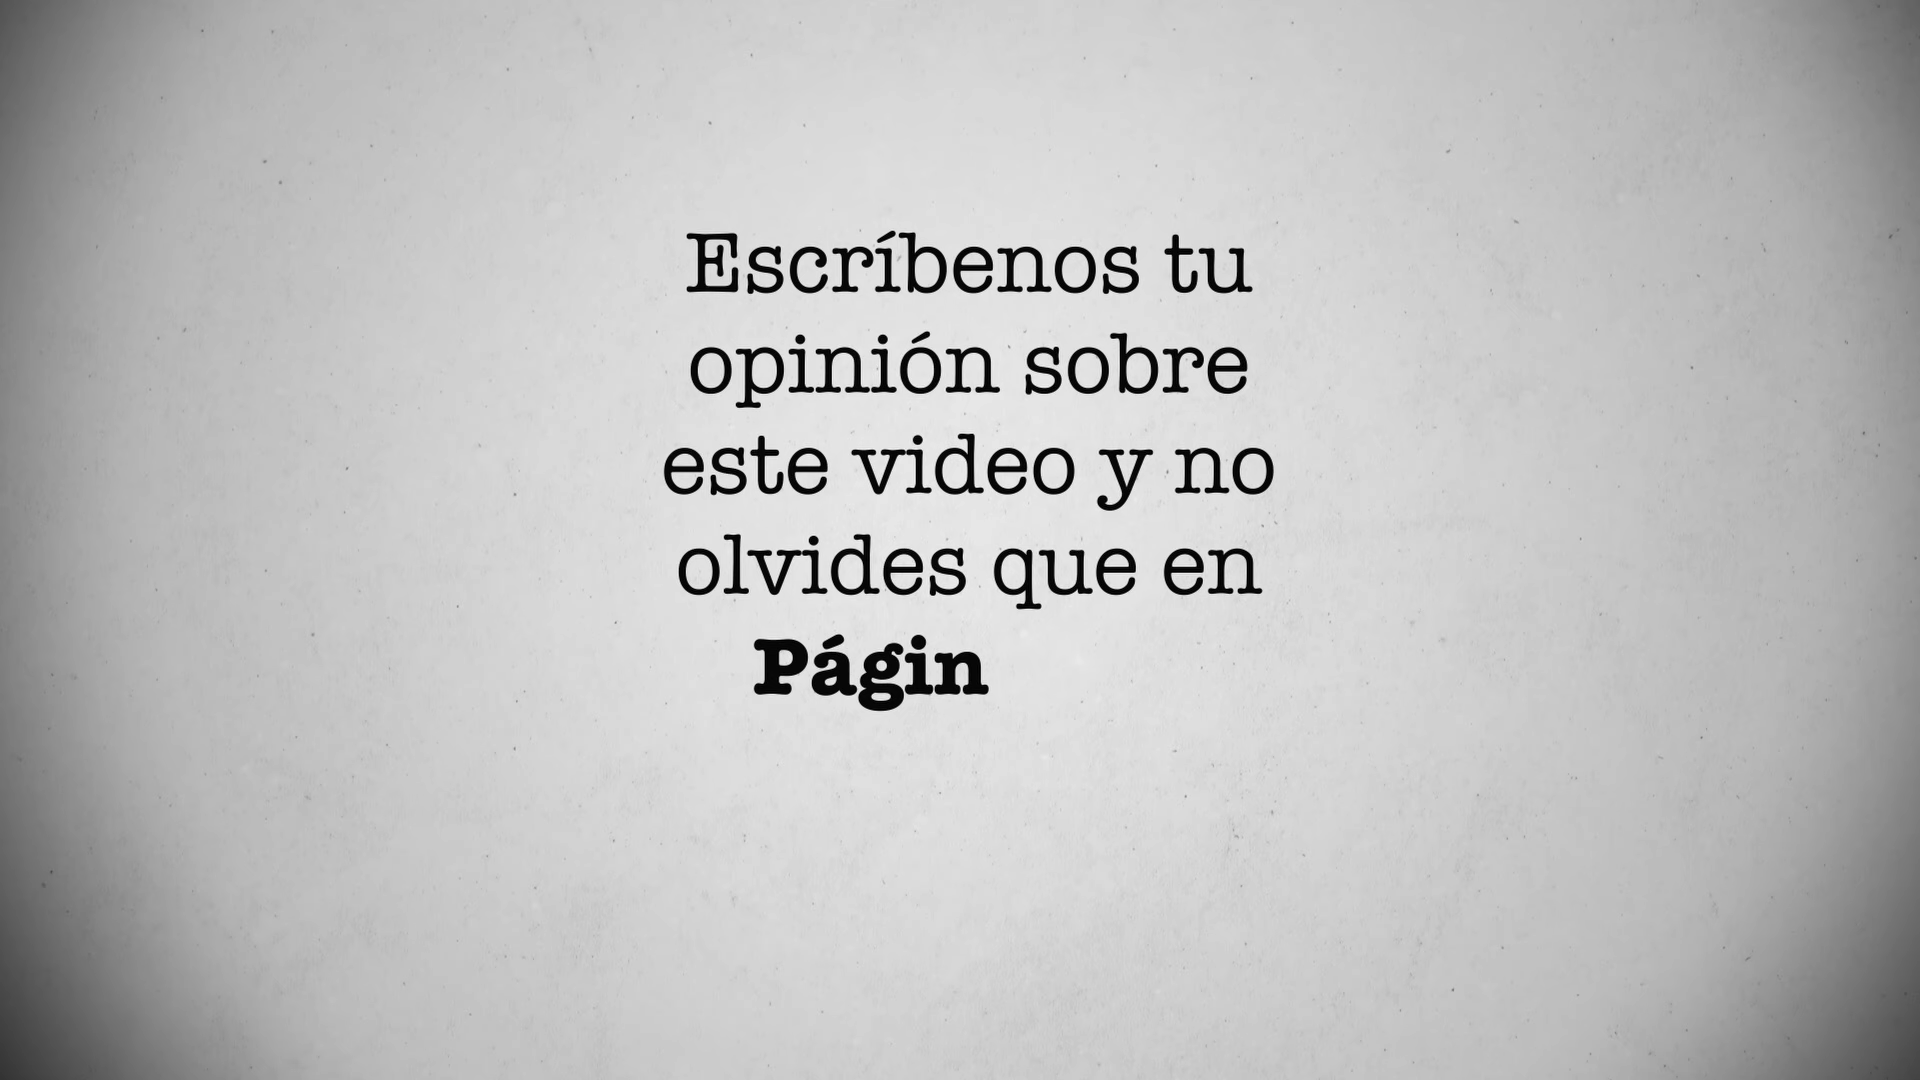 Escríbenos tu
opinión sobre
este video y no
olvides que en
Págin